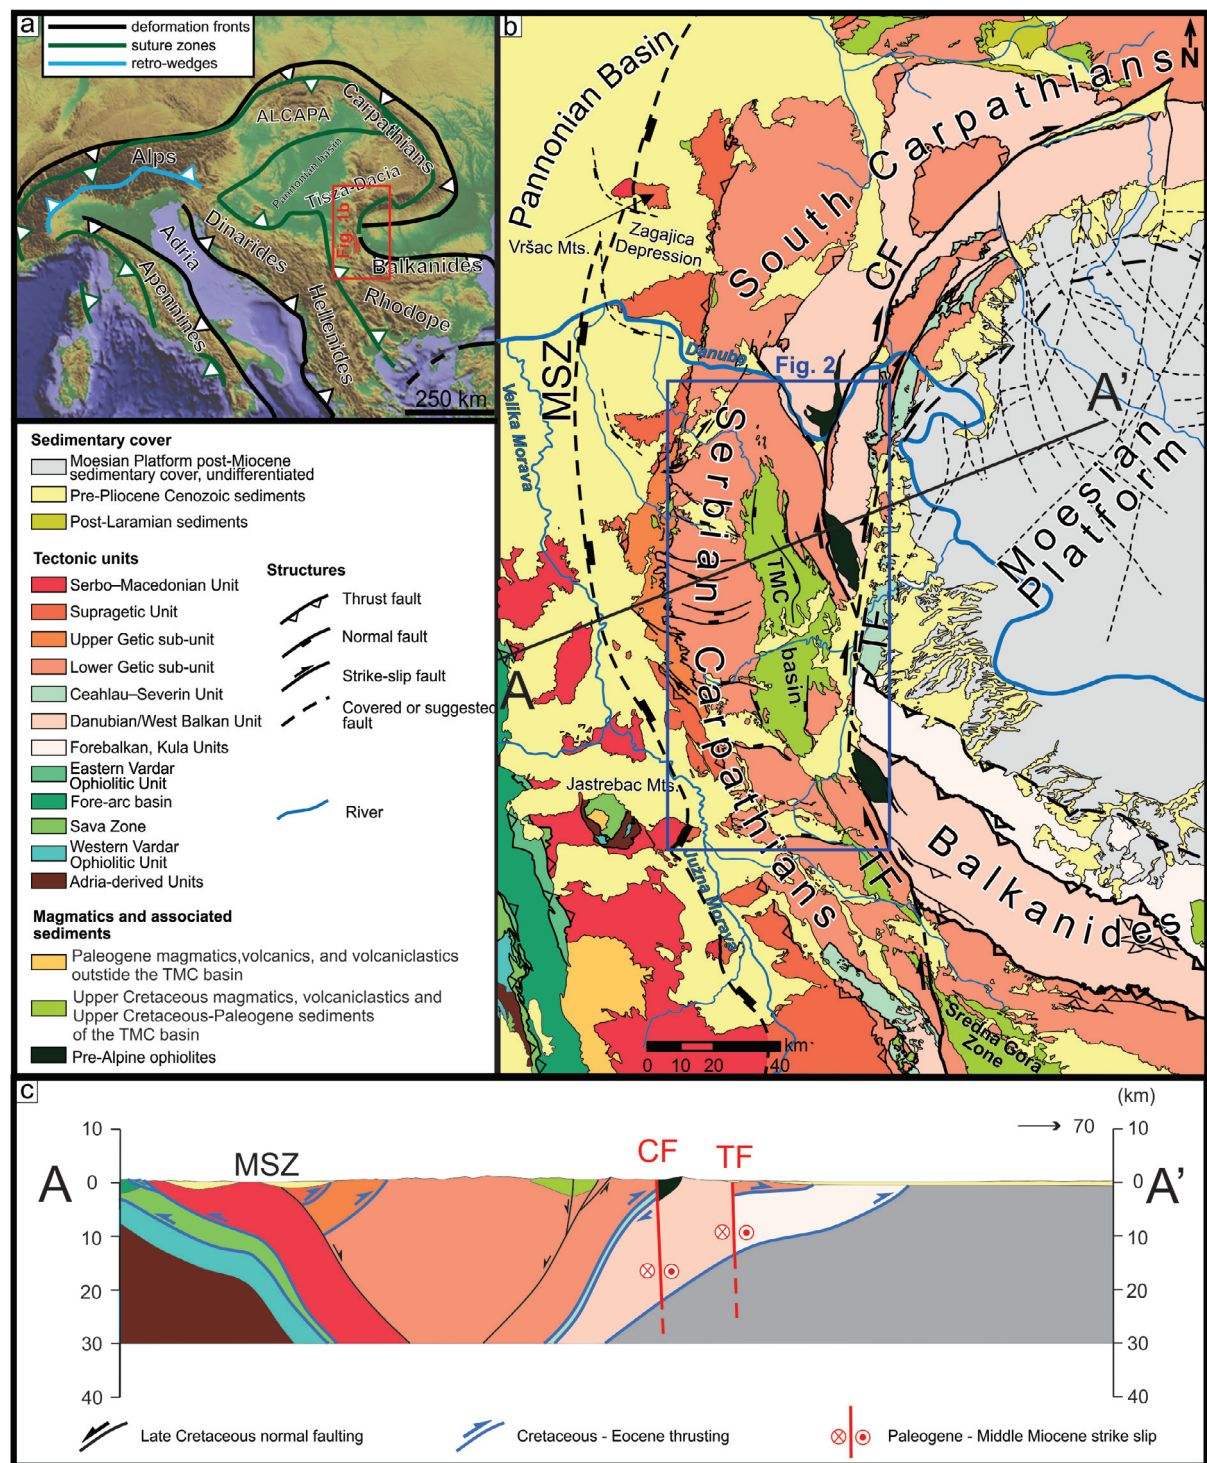 a
deformation fronts
suture zones
retro-wedges
ALCAPA
Carpathians
Alps
Pannonian basin
Tisza-Dacia
Fig. 1b
Adria
Dinarides
Balkanides
Apennines
Hellenides
Rhodope
250 km
Sedimentary cover
Moesian Platform post-Miocene
sedimentary cover, undifferentiated
Pre-Pliocene Cenozoic sediments
Post-Laramian sediments
Tectonic units
Serbo–Macedonian Unit
Supragetic Unit
Upper Getic sub-unit
Lower Getic sub-unit
Ceahlau–Severin Unit
Danubian/West Balkan Unit
Forebalkan, Kula Units
Eastern Vardar
Ophiolitic Unit
Fore-arc basin
Sava Zone
Western Vardar
Ophiolitic Unit
Adria-derived Units
Structures
Thrust fault
Normal fault
Strike-slip fault
Covered or suggested
fault
River
Magmatics and associated
sediments
Paleogene magmatics,volcanics, and volcaniclastics
outside the TMC basin
Upper Cretaceous magmatics, volcaniclastics and
Upper Cretaceous-Paleogene sediments
of the TMC basin
Pre-Alpine ophiolites
b
N
Pannonian Basin
South Carpathians
Vršac Mts.
Zagajica
Depression
CF
MSZ
Danube
Fig. 2
Velika Morava
A'
Serbian Carpathians
Moesian
Platform
TMC
basin
TF
A
Jastrebac Mts.
Južna Morava
TF
Balkanides
Sredna Gora
Zone
km
0 10 20 40
c
(km)
70
10 10
CF TF
MSZ
A 0 0 A'
10 10
20 20
30 30
40 40
Late Cretaceous normal faulting
Cretaceous - Eocene thrusting
Paleogene - Middle Miocene strike slip